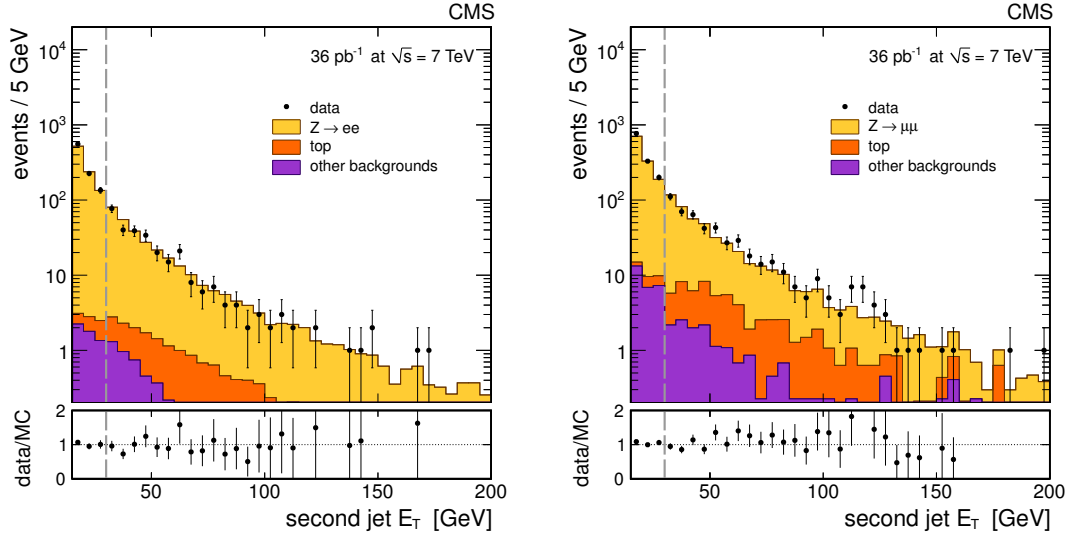 CMS
36 pb⁻¹ at √s = 7 TeV
events / 5 GeV
10⁴
10³
10²
10
1
data
Z → ee
top
other backgrounds
data/MC
2
1
0
50
100
150
200
second jet E_T [GeV]
CMS
36 pb⁻¹ at √s = 7 TeV
events / 5 GeV
10⁴
10³
10²
10
1
data
Z → μμ
top
other backgrounds
data/MC
2
1
0
50
100
150
200
second jet E_T [GeV]